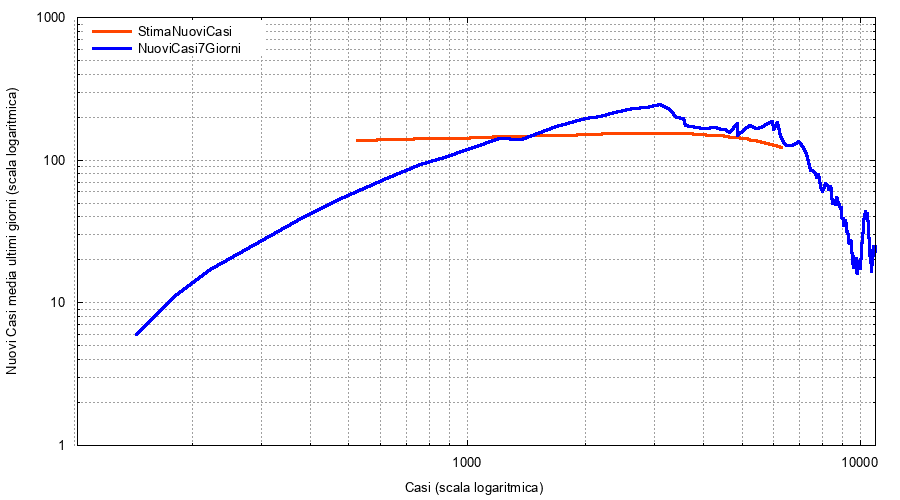 1000
StimaNuoviCasi
NuoviCasi7Giorni
100
10
1
1000
10000
Casi (scala logaritmica)
Nuovi Casi media ultimi giorni (scala logaritmica)